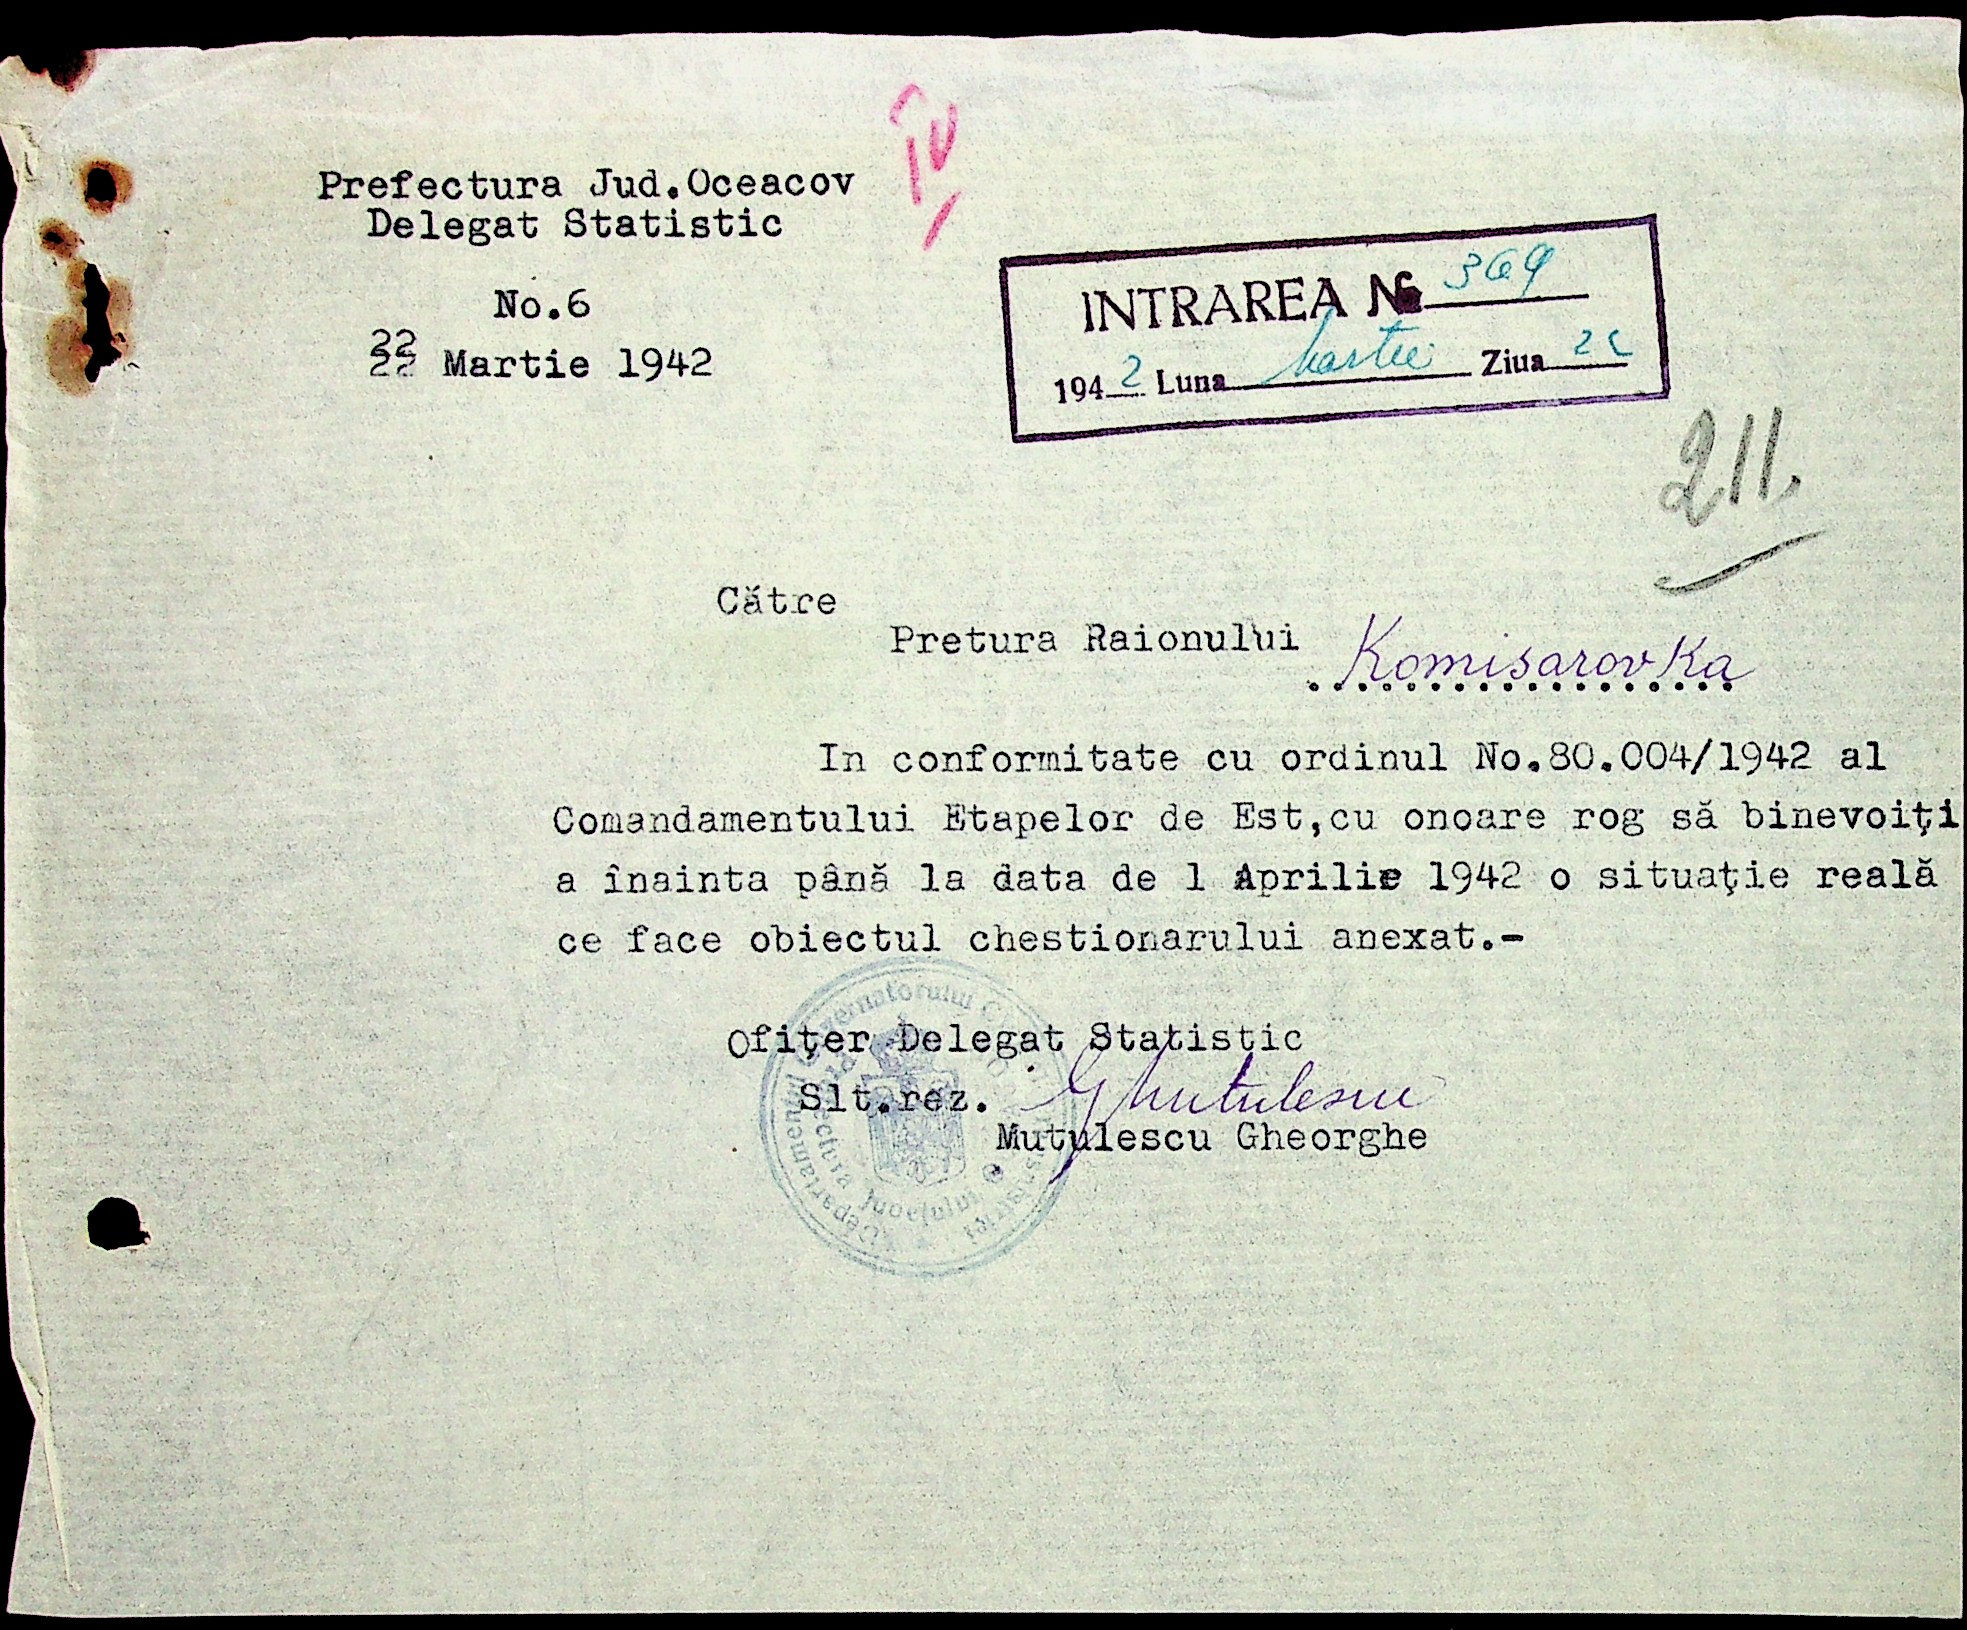 IV
Prefectura Jud.Oceacov
Delegat Statistic
No.6
22 Martie 1942
INTRAREA No 369
1942 Luna Martie Ziua 22
211.
Către
Pretura Raionului Komisarovka
In conformitate cu ordinul No.80.004/1942 al
Comandamentului Etapelor de Est,cu onoare rog să binevoiţi
a înainta până la data de 1 Aprilie 1942 o situaţie reală
ce face obiectul chestionarului anexat.-
Ofiţer Delegat Statistic
Slt.rez. GMutulescu
Mutulescu Gheorghe